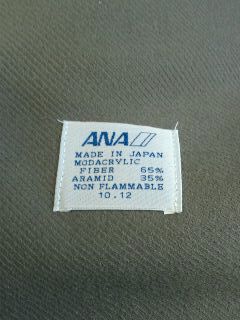 ANA
MADE IN JAPAN
MODACRYLIC
FIBER 65%
ARAMID 35%
NON FLAMMABLE
10.12